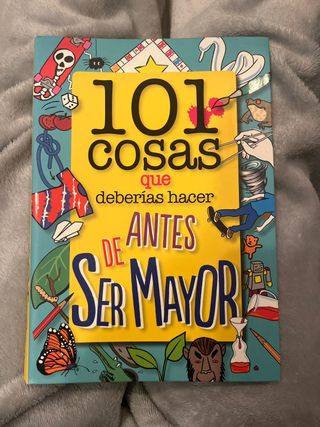 101
cosas
que
deberías hacer
ANTES
DE
SER MAYOR